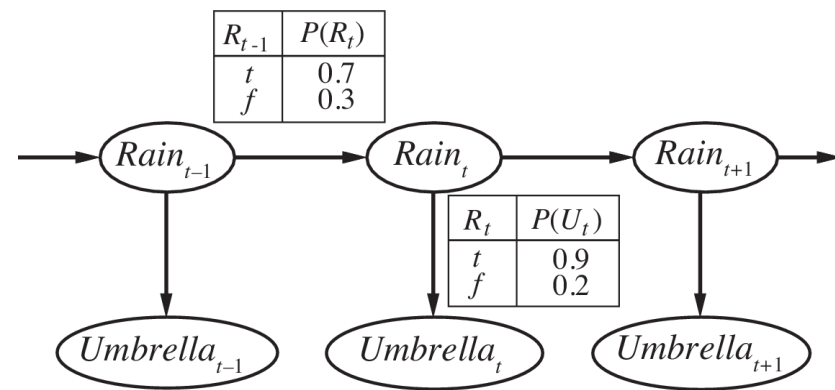 R_{t-1} P(R_t)
t 0.7
f 0.3
Rain_{t–1} Rain_t Rain_{t+1}
R_t P(U_t)
t 0.9
f 0.2
Umbrella_{t–1} Umbrella_t Umbrella_{t+1}